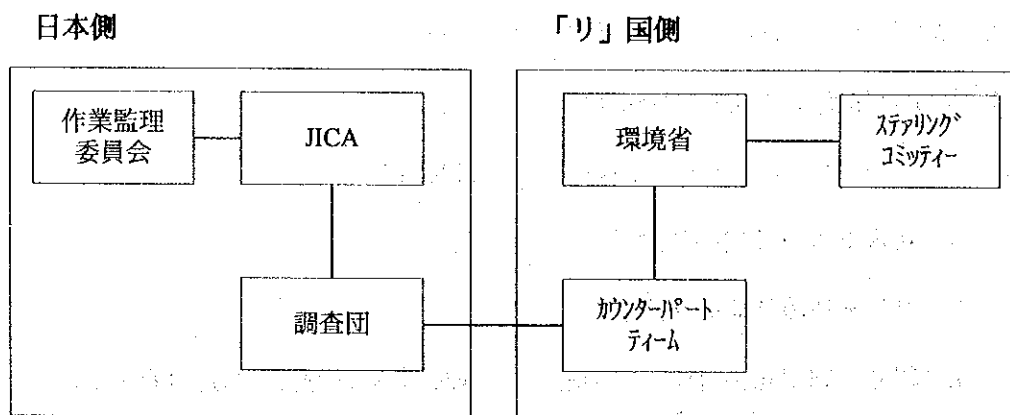 日本側
「リ」国側
作業監理
委員会
JICA
環境省
ステアリング
コミッティー
調査団
カウンターパート
ティーム